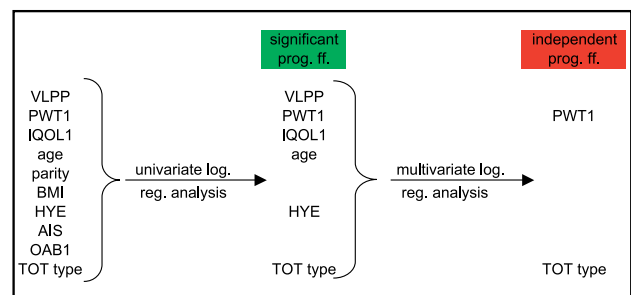 significant
prog. ff.
independent
prog. ff.
VLPP
PWT1
IQOL1
age
parity
BMI
HYE
AIS
OAB1
TOT type
univariate log.
reg. analysis
VLPP
PWT1
IQOL1
age
HYE
TOT type
multivariate log.
reg. analysis
PWT1
TOT type